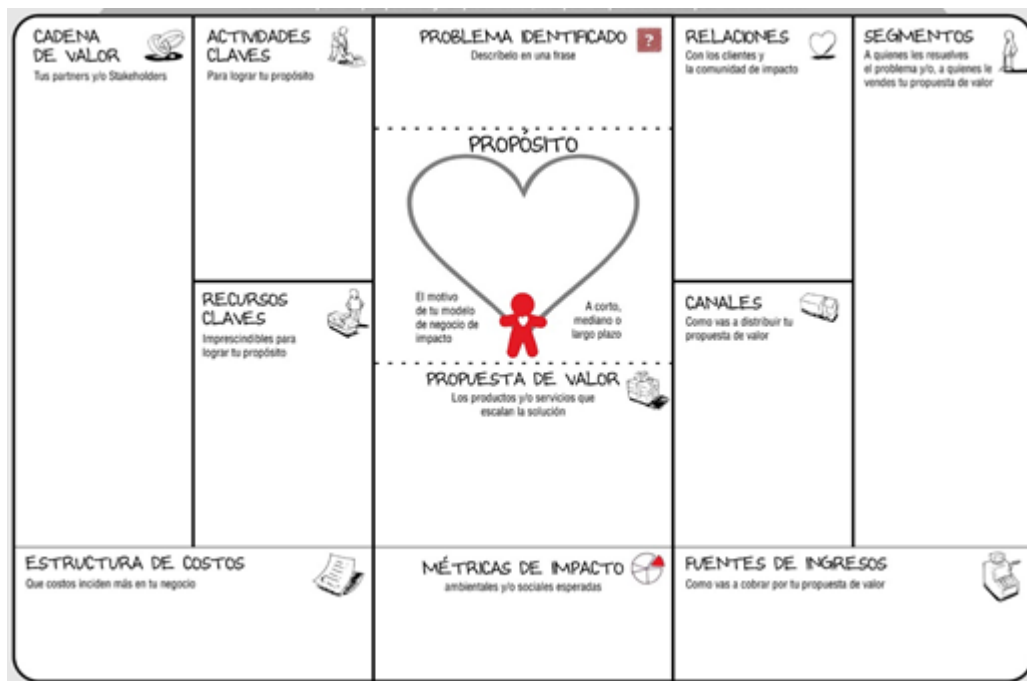 CADENA
DE VALOR
Tus partners y/o Stakeholders
ACTIVIDADES
CLAVES
Para lograr tu propósito
PROBLEMA IDENTIFICADO
?
Descríbelo en una frase
RELACIONES
Con los clientes y
la comunidad de impacto
SEGMENTOS
A quienes les resuelves
el problema y/o, a quienes le
vendes tu propuesta de valor
PROPÓSITO
El motivo
de tu modelo
de negocio de
impacto
A corto,
mediano o
largo plazo
RECURSOS
CLAVES
Imprescindibles para
lograr tu propósito
CANALES
Como vas a distribuir tu
propuesta de valor
PROPUESTA DE VALOR
Los productos y/o servicios que
escalan la solución
ESTRUCTURA DE COSTOS
Que costos inciden más en tu negocio
MÉTRICAS DE IMPACTO
ambientales y/o sociales esperadas
FUENTES DE INGRESOS
Como vas a cobrar por tu propuesta de valor